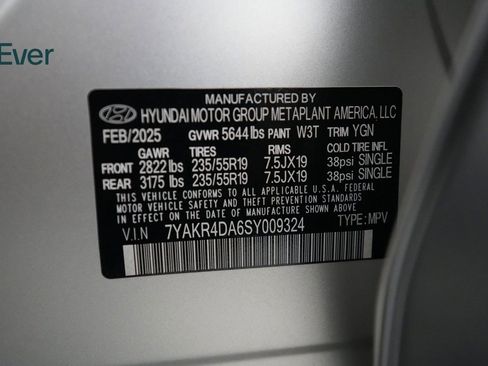 Ever
MANUFACTURED BY
HYUNDAI MOTOR GROUP METAPLANT AMERICA, LLC
FEB/2025 GVWR 5644 lbs PAINT W3T TRIM YGN
GAWR TIRES RIMS COLD TIRE INFL
FRONT 2822 lbs 235/55R19 7.5JX19 38psi SINGLE
REAR 3175 lbs 235/55R19 7.5JX19 38psi SINGLE
THIS VEHICLE CONFORMS TO ALL APPLICABLE U.S.A. FEDERAL
MOTOR VEHICLE SAFETY AND THEFT PREVENTION STANDARDS
IN EFFECT ON THE DATE OF MANUFACTURE SHOWN ABOVE.
V.I.N 7YAKR4DA6SY009324 TYPE: MPV